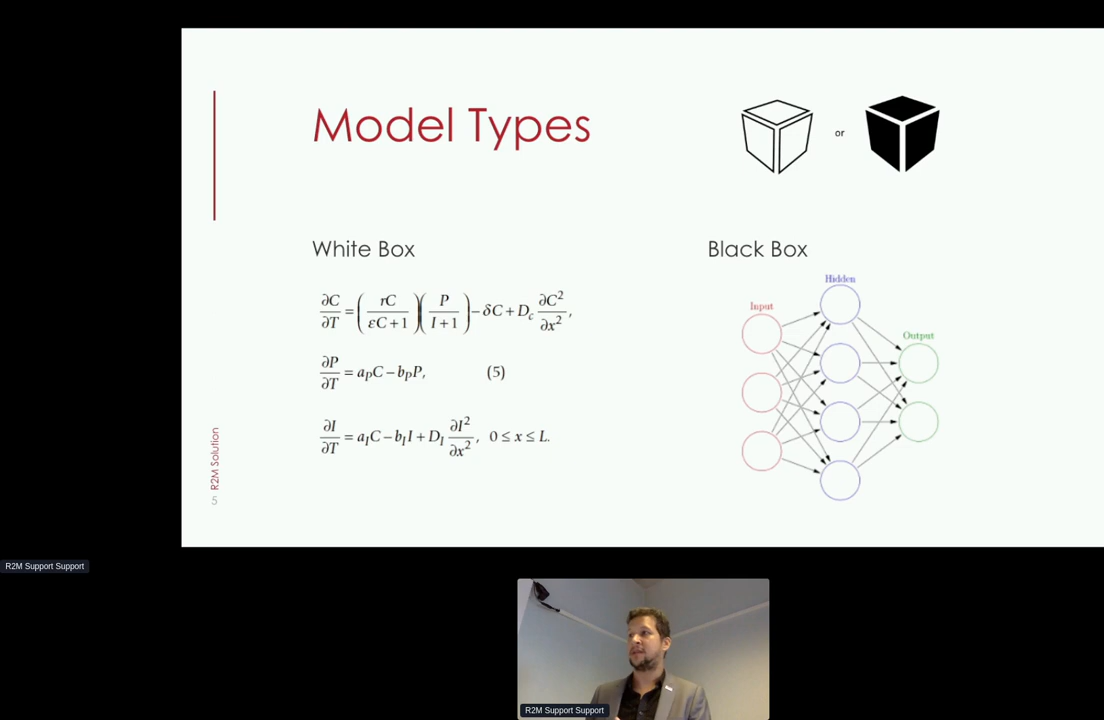 Model Types
or
White Box
∂C/∂T = (rC/(εC+1))(P/(I+1)) − δC + D_c ∂C²/∂x²,
∂P/∂T = a_P C − b_P P, (5)
∂I/∂T = a_I C − b_I I + D_I ∂I²/∂x², 0 ≤ x ≤ L.
Black Box
Hidden
Input
Output
R2M Solution
5
R2M Support Support
R2M Support Support